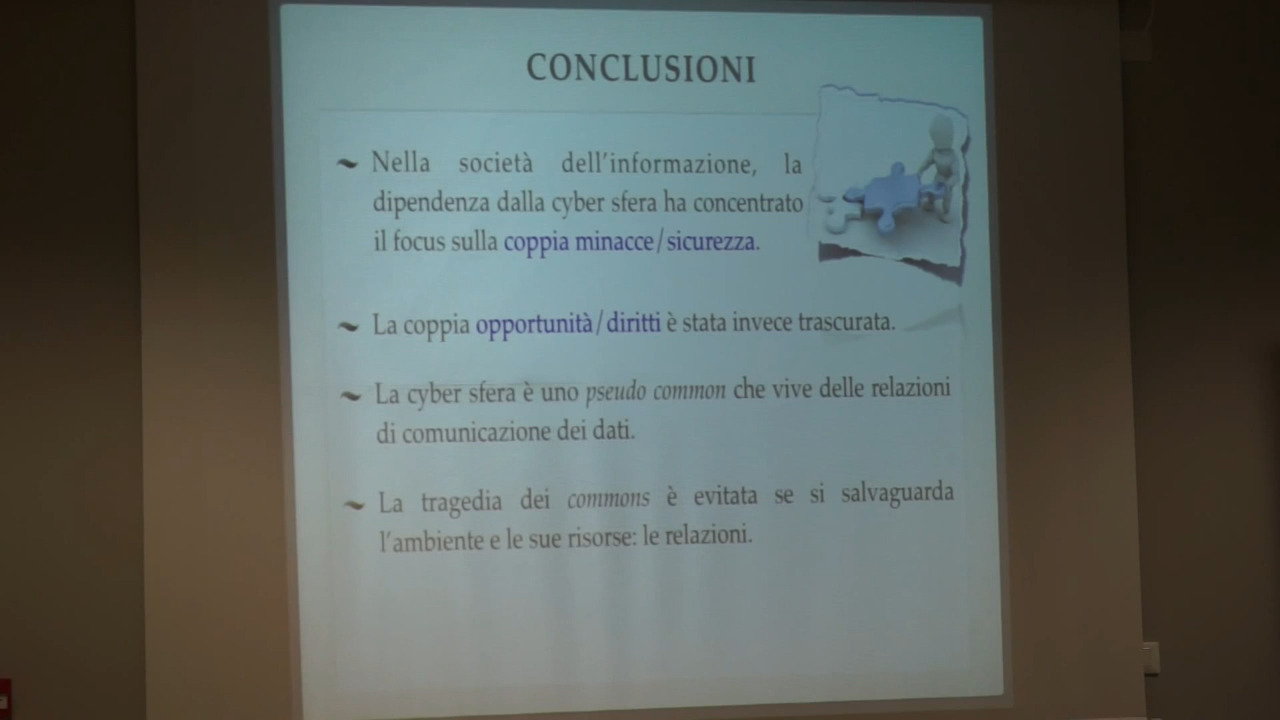 CONCLUSIONI
Nella società dell'informazione, la
dipendenza dalla cyber sfera ha concentrato
il focus sulla coppia minacce/sicurezza.
La coppia opportunità/diritti è stata invece trascurata.
La cyber sfera è uno pseudo common che vive delle relazioni
di comunicazione dei dati.
La tragedia dei commons è evitata se si salvaguarda
l'ambiente e le sue risorse: le relazioni.